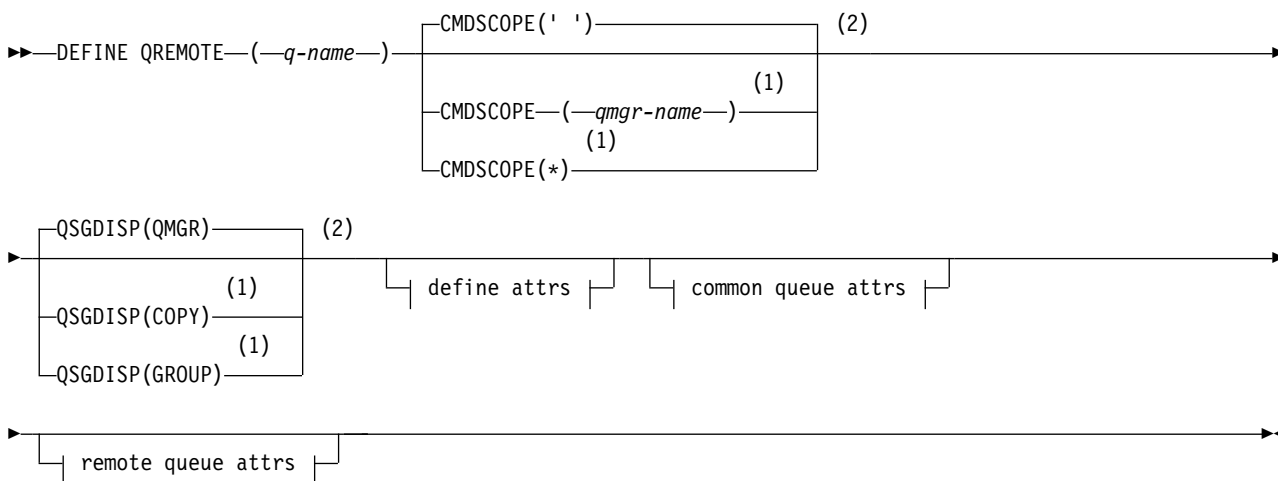 CMDSCOPE(' ') (2)
DEFINE QREMOTE ( q-name )
(1)
CMDSCOPE ( qmgr-name )
(1)
CMDSCOPE(*)
QSGDISP(QMGR) (2)
define attrs common queue attrs
(1)
QSGDISP(COPY)
(1)
QSGDISP(GROUP)
remote queue attrs